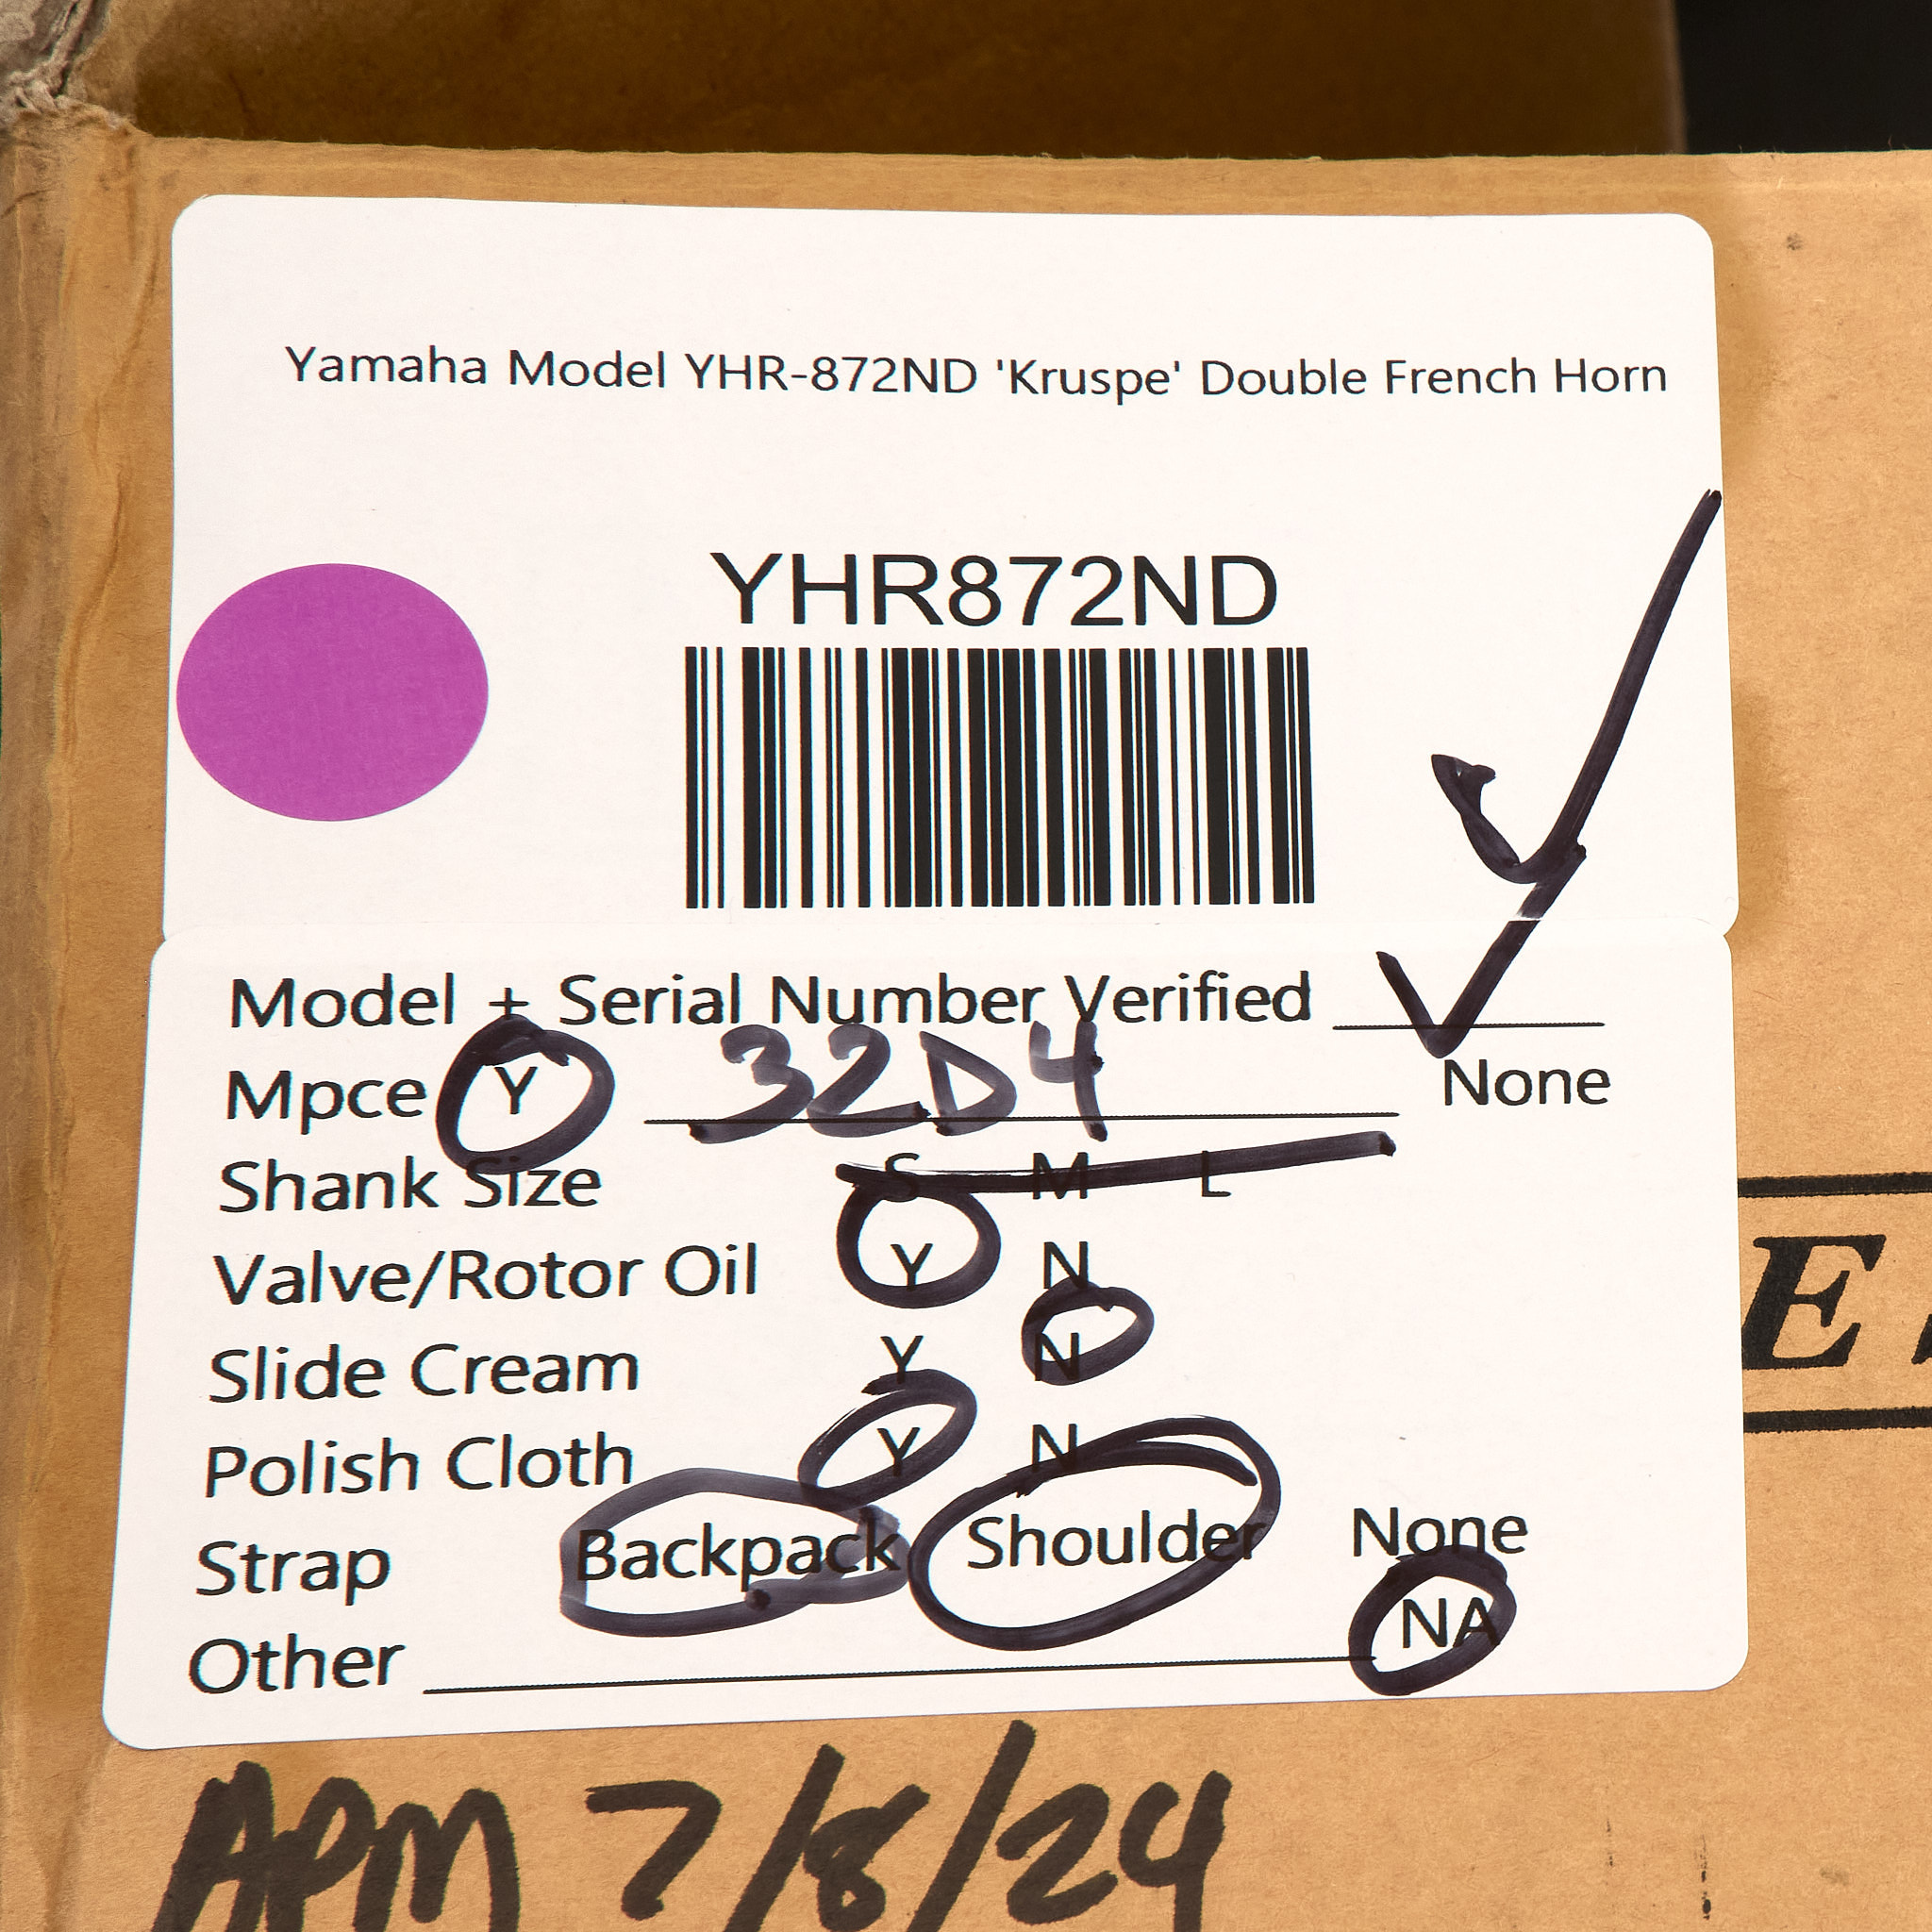 Yamaha Model YHR-872ND 'Kruspe' Double French Horn
YHR872ND
Model + Serial Number Verified
Mpce Y 32D4 None
Shank Size S M L
Valve/Rotor Oil Y N
Slide Cream Y N
Polish Cloth Y N
Strap Backpack Shoulder None
Other NA
E
APM 7/8/24